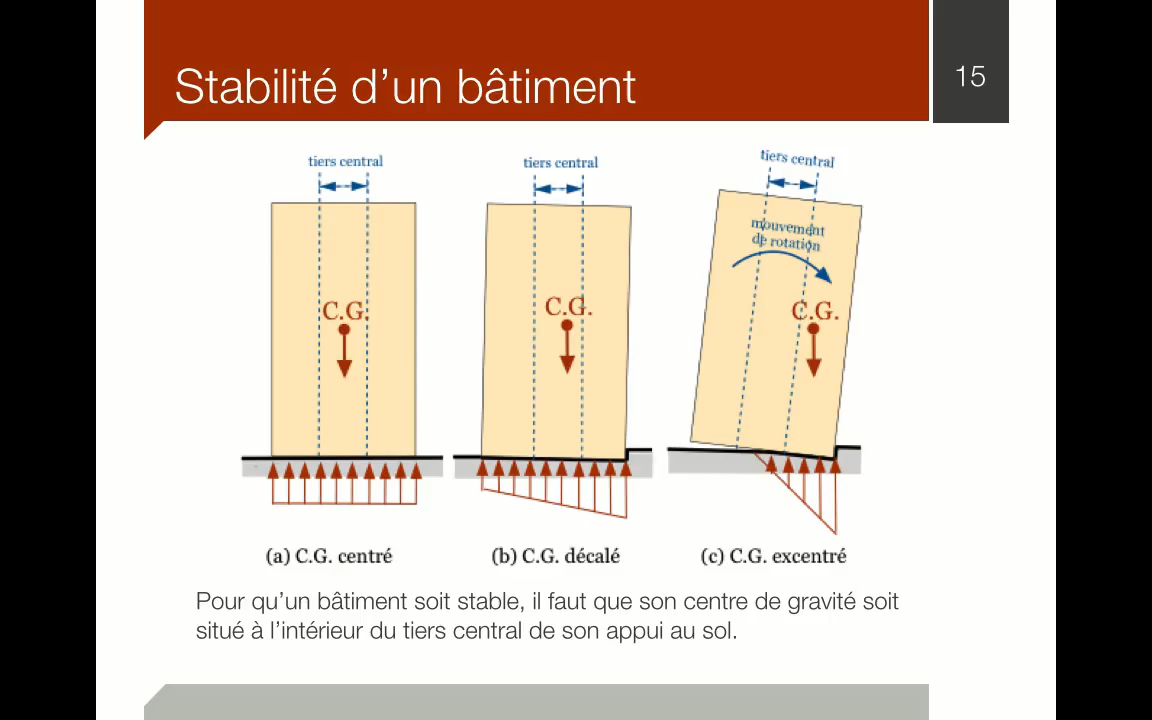 Stabilité d’un bâtiment
15
tiers central
C.G.
(a) C.G. centré
tiers central
C.G.
(b) C.G. décalé
tiers central
mouvement
de rotation
C.G.
(c) C.G. excentré
Pour qu’un bâtiment soit stable, il faut que son centre de gravité soit
situé à l’intérieur du tiers central de son appui au sol.